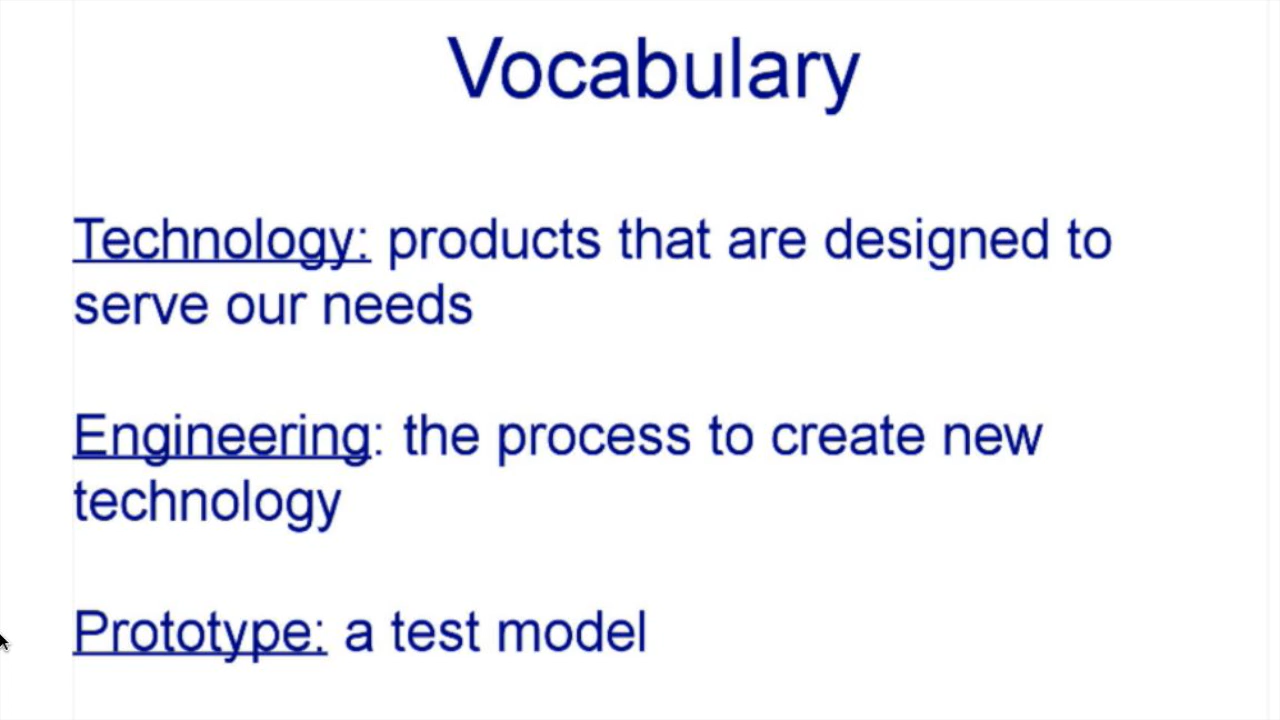 Vocabulary
Technology: products that are designed to
serve our needs
Engineering: the process to create new
technology
Prototype: a test model